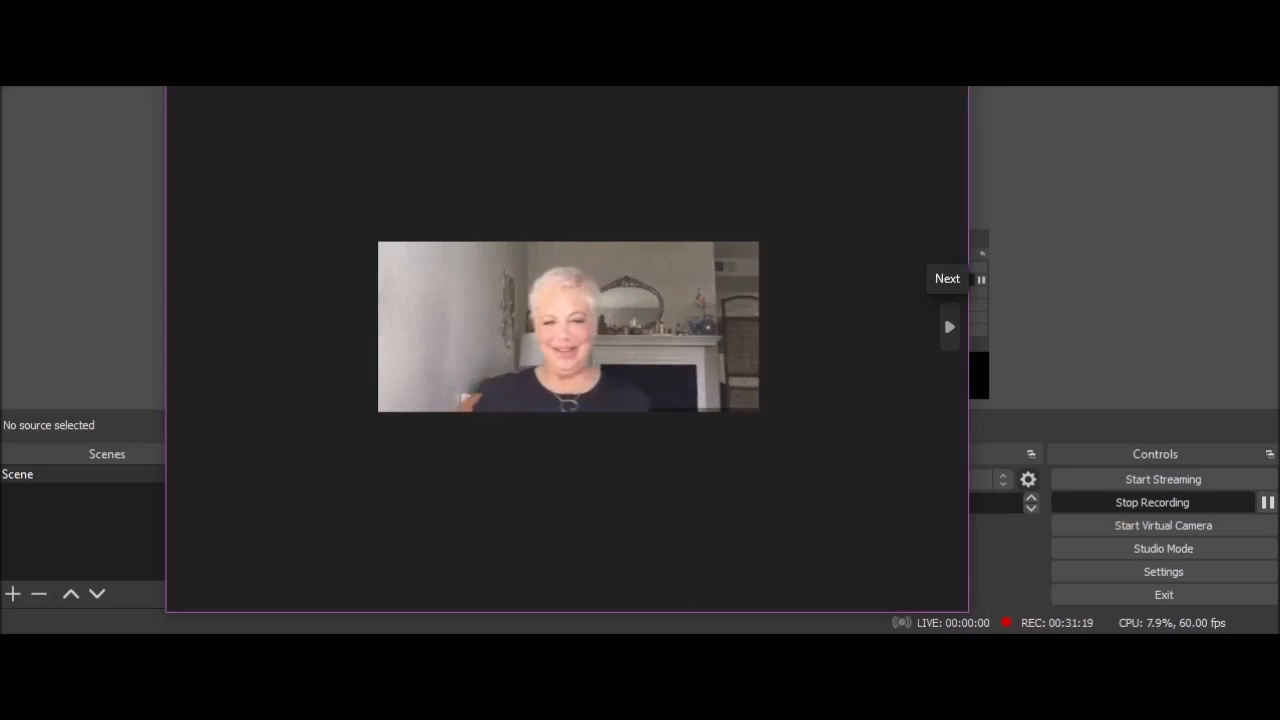 Next
No source selected
Scenes
Controls
Scene
Start Streaming
Stop Recording
Start Virtual Camera
Studio Mode
Settings
Exit
LIVE: 00:00:00
REC: 00:31:19
CPU: 7.9%, 60.00 fps